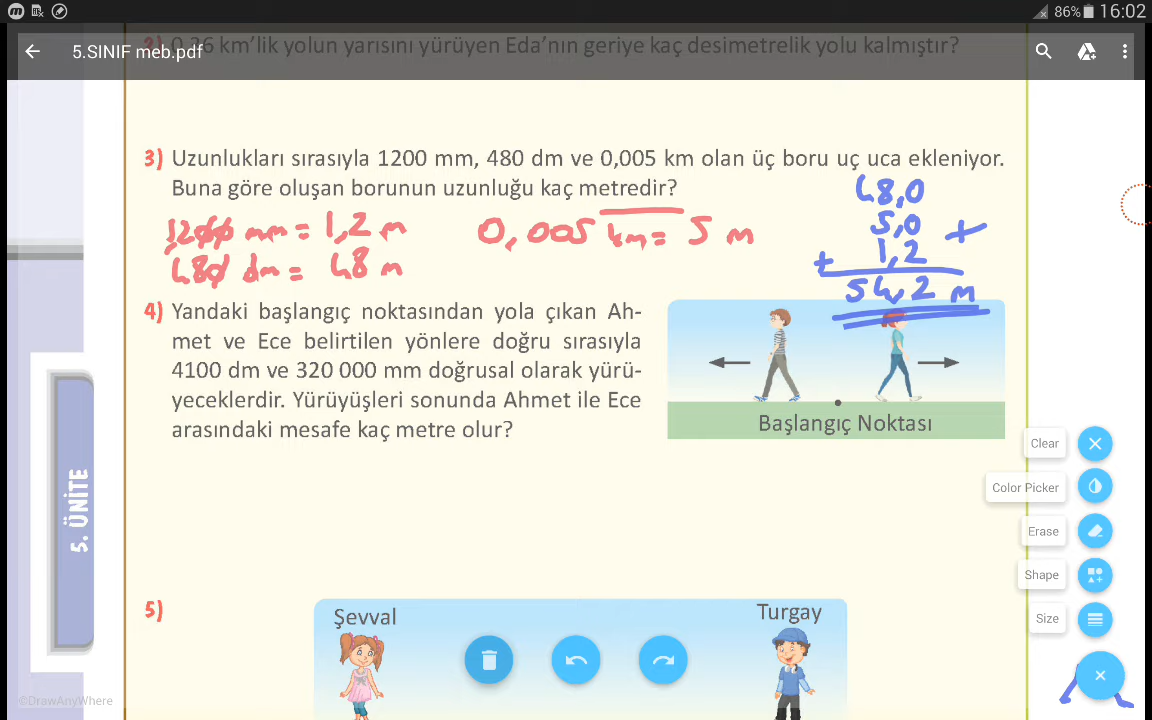 86% 16:02
5.SINIF meb.pdf
2) 0,26 km'lik yolun yarısını yürüyen Eda'nın geriye kaç desimetrelik yolu kalmıştır?
3) Uzunlukları sırasıyla 1200 mm, 480 dm ve 0,005 km olan üç boru uç uca ekleniyor.
Buna göre oluşan borunun uzunluğu kaç metredir?
48,0
5,0 +
+ 1,2
54,2 m
1200 mm = 1,2 m
0,005 km = 5 m
480 dm = 48 m
4) Yandaki başlangıç noktasından yola çıkan Ah-
met ve Ece belirtilen yönlere doğru sırasıyla
4100 dm ve 320 000 mm doğrusal olarak yürü-
yeceklerdir. Yürüyüşleri sonunda Ahmet ile Ece
arasındaki mesafe kaç metre olur?
Başlangıç Noktası
Clear
Color Picker
Erase
Shape
Size
5. ÜNİTE
5)
Şevval
Turgay
©DrawAnyWhere